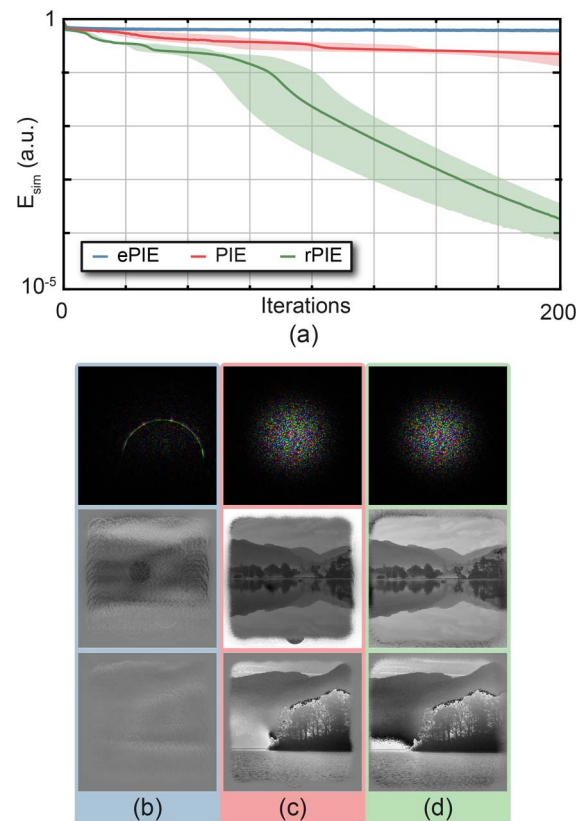 1
E_sim (a.u.)
ePIE PIE rPIE
10^-5
0 Iterations 200
(a)
(b) (c) (d)